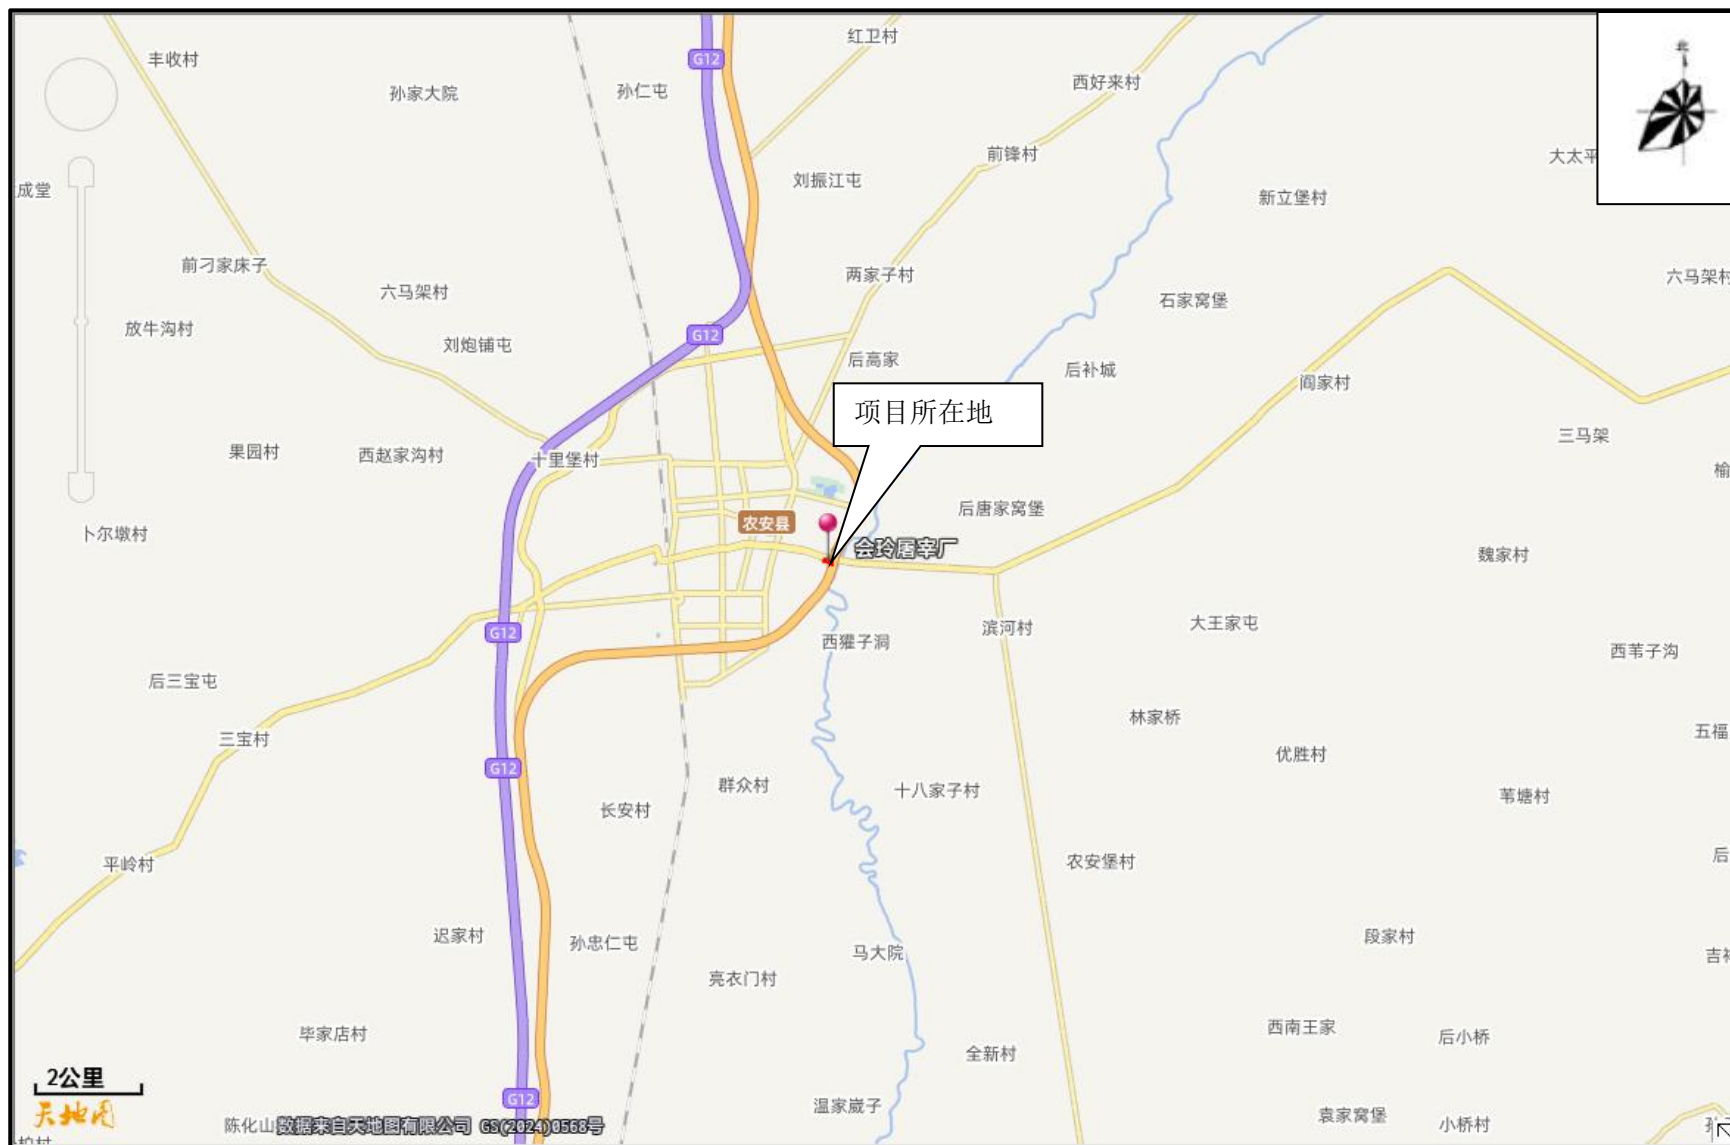 红卫村
丰收村
G12
西好来村
孙家大院
孙仁屯
北
前锋村
大太平
刘振江屯
成堂
新立堡村
前刁家床子
两家子村
六马架村
六马架村
石家窝堡
放牛沟村
G12
刘炮铺屯
后高家
后补城
阎家村
项目所在地
三马架
果园村
西赵家沟村
十里堡村
榆
后唐家窝堡
农安县
卜尔墩村
会玲屠宰厂
魏家村
G12
滨河村
大王家屯
西獾子洞
西苇子沟
后三宝屯
林家桥
三宝村
五福
优胜村
G12
群众村
十八家子村
苇塘村
长安村
平岭村
农安堡村
后
迟家村
孙忠仁屯
段家村
马大院
亮衣门村
毕家店村
西南王家
后小桥
全新村
2公里
G12
天地图
温家崴子
袁家窝堡
陈化山
数据来自天地图有限公司 GS(2024)0568号
小桥村